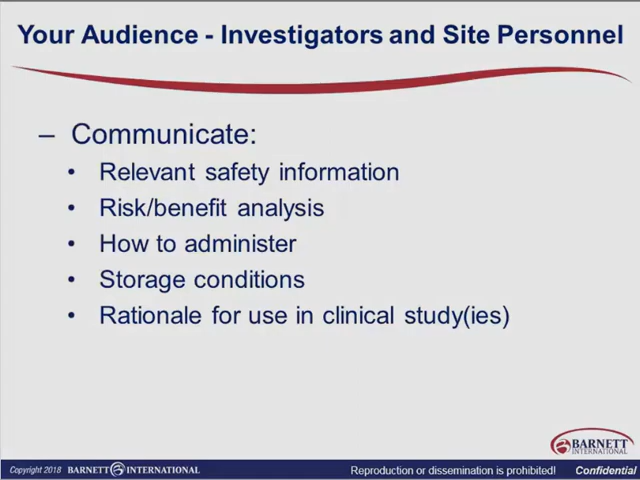 Your Audience - Investigators and Site Personnel
– Communicate:
• Relevant safety information
• Risk/benefit analysis
• How to administer
• Storage conditions
• Rationale for use in clinical study(ies)
BARNETT
INTERNATIONAL
Copyright 2018 BARNETT INTERNATIONAL
Reproduction or dissemination is prohibited! Confidential